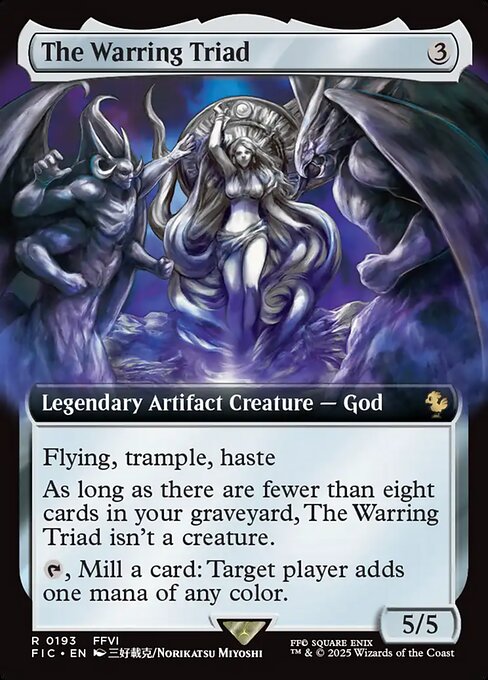 The Warring Triad 3
Legendary Artifact Creature — God
Flying, trample, haste
As long as there are fewer than eight
cards in your graveyard, The Warring
Triad isn't a creature.
, Mill a card: Target player adds
one mana of any color.
5/5
R 0193 FFVI
FIC • EN 三好載克/NORIKATSU MIYOSHI
FF© SQUARE ENIX
™ & © 2025 Wizards of the Coast